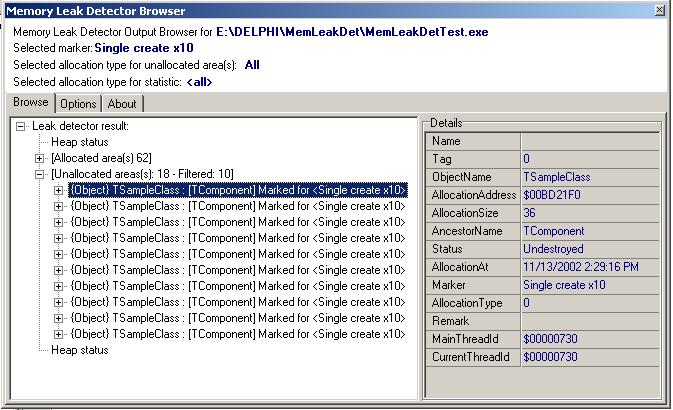 Memory Leak Detector Browser
Memory Leak Detector Output Browser for E:\DELPHI\MemLeakDet\MemLeakDetTest.exe
Selected marker: Single create x10
Selected allocation type for unallocated area(s): All
Selected allocation type for statistic: <all>
Browse Options About
Leak detector result:
Heap status
[Allocated area(s) 62]
[Unallocated areas(s): 18 - Filtered: 10]
{Object} TSampleClass : [TComponent] Marked for <Single create x10>
{Object} TSampleClass : [TComponent] Marked for <Single create x10>
{Object} TSampleClass : [TComponent] Marked for <Single create x10>
{Object} TSampleClass : [TComponent] Marked for <Single create x10>
{Object} TSampleClass : [TComponent] Marked for <Single create x10>
{Object} TSampleClass : [TComponent] Marked for <Single create x10>
{Object} TSampleClass : [TComponent] Marked for <Single create x10>
{Object} TSampleClass : [TComponent] Marked for <Single create x10>
{Object} TSampleClass : [TComponent] Marked for <Single create x10>
{Object} TSampleClass : [TComponent] Marked for <Single create x10>
Heap status
Details
Name
Tag 0
ObjectName TSampleClass
AllocationAddress $00BD21F0
AllocationSize 36
AncestorName TComponent
Status Undestroyed
AllocationAt 11/13/2002 2:29:16 PM
Marker Single create x10
AllocationType 0
Remark
MainThreadId $00000730
CurrentThreadId $00000730